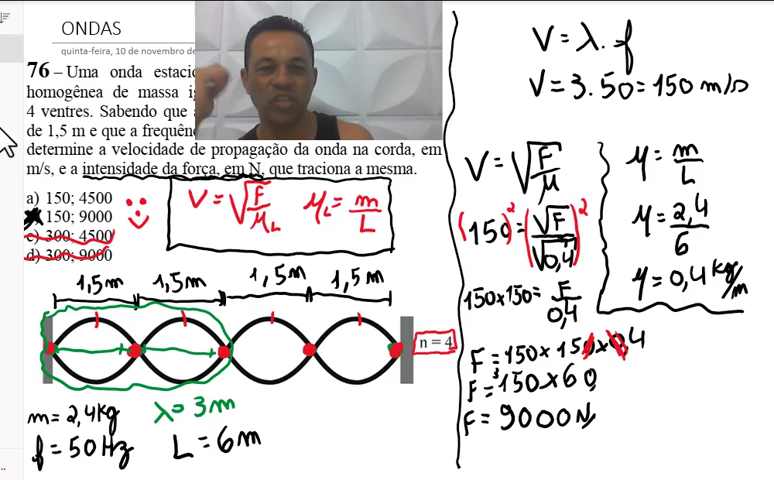 ONDAS
quinta-feira, 10 de novembro de
76 – Uma onda estaci
homogênea de massa i
4 ventres. Sabendo que
de 1,5 m e que a frequên
determine a velocidade de propagação da onda na corda, em
m/s, e a intensidade da força, em N, que traciona a mesma.
a) 150; 4500
150; 9000
c) 300; 4500
d) 300; 9000
V = √F/μL μL = m/L
1,5m 1,5m 1,5m 1,5m
n = 4
m = 2,4kg
λ = 3m
f = 50Hz
L = 6m
V = λ. f
V = 3. 50 = 150 m/s
V = √F/μ
(150)² = (√F/√0,4)²
150x150 = F/0,4
F = 150 x 150 x 0,4
F = 150 x 60
F = 9000N
μ = m/L
μ = 2,4/6
μ = 0,4 kg/m